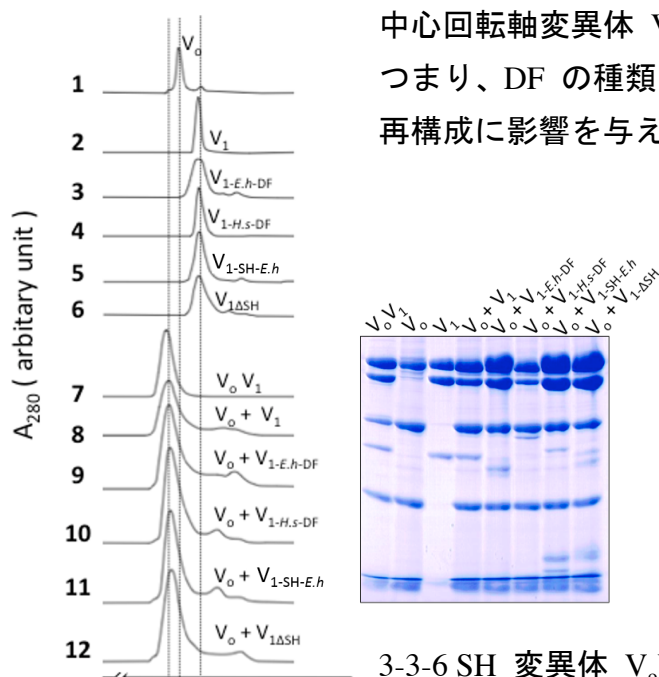 中心回転軸変異体 V
つまり、DF の種類
再構成に影響を与え
A280 ( arbitary unit )
1 Vo
2 V1
3 V1-E.h-DF
4 V1-H.s-DF
5 V1-SH-E.h
6 V1ΔSH
7 VoV1
8 Vo + V1
9 Vo + V1-E.h-DF
10 Vo + V1-H.s-DF
11 Vo + V1-SH-E.h
12 Vo + V1ΔSH
VoV1
Vo
V1
Vo + V1
Vo + V1-E.h-DF
Vo + V1-H.s-DF
Vo + V1-SH-E.h
Vo + V1-ΔSH
3-3-6 SH 変異体 Vo